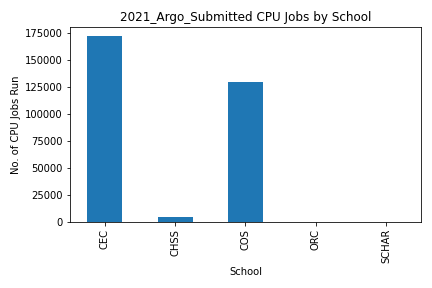 2021_Argo_Submitted CPU Jobs by School
No. of CPU Jobs Run
175000
150000
125000
100000
75000
50000
25000
0
CEC
CHSS
COS
ORC
SCHAR
School